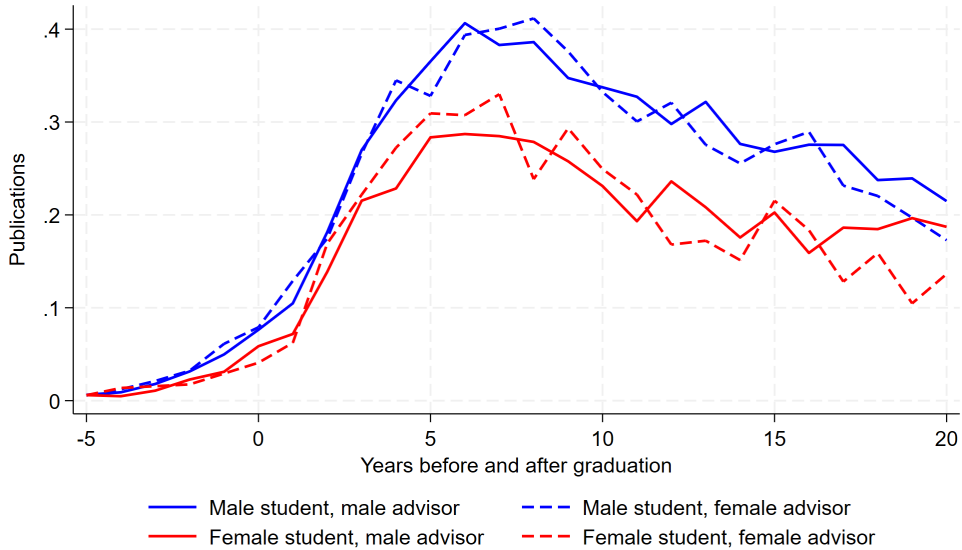 .4
.3
.2
.1
0
Publications
-5 0 5 10 15 20
Years before and after graduation
Male student, male advisor Male student, female advisor
Female student, male advisor Female student, female advisor